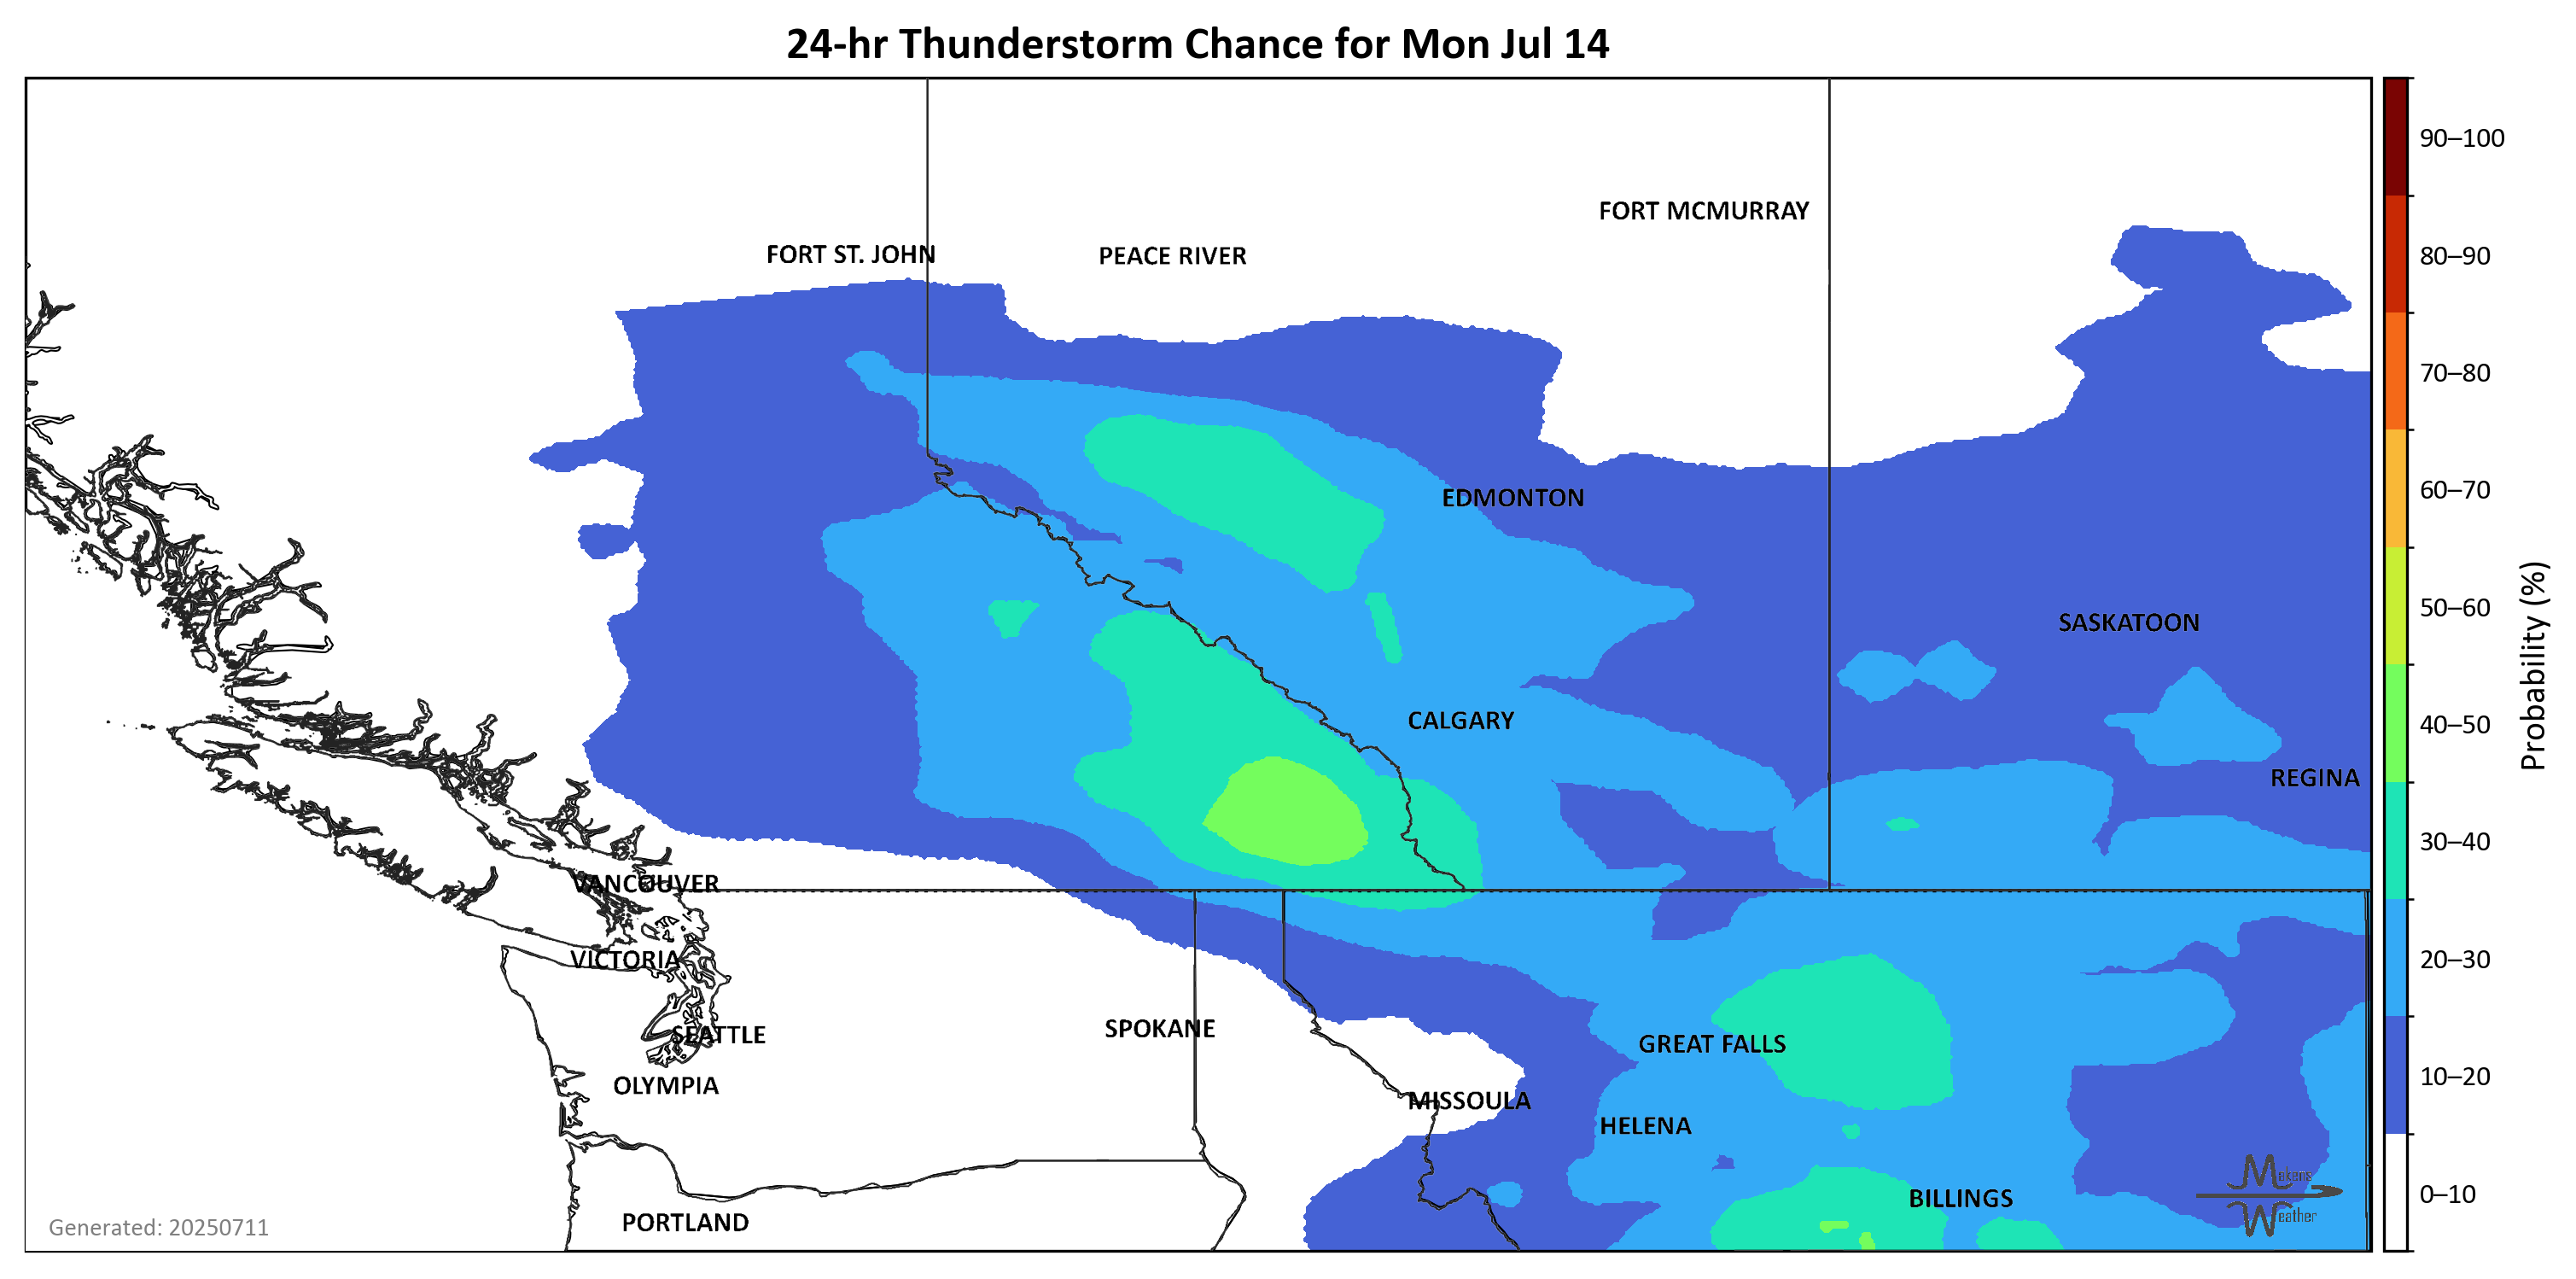 24-hr Thunderstorm Chance for Mon Jul 14
90–100
FORT MCMURRAY
FORT ST. JOHN
PEACE RIVER
80–90
70–80
60–70
EDMONTON
50–60
SASKATOON
Probability (%)
CALGARY
40–50
REGINA
30–40
VANCOUVER
VICTORIA
20–30
SPOKANE
SEATTLE
GREAT FALLS
10–20
OLYMPIA
MISSOULA
HELENA
Mekens
Weather
0–10
BILLINGS
PORTLAND
Generated: 20250711